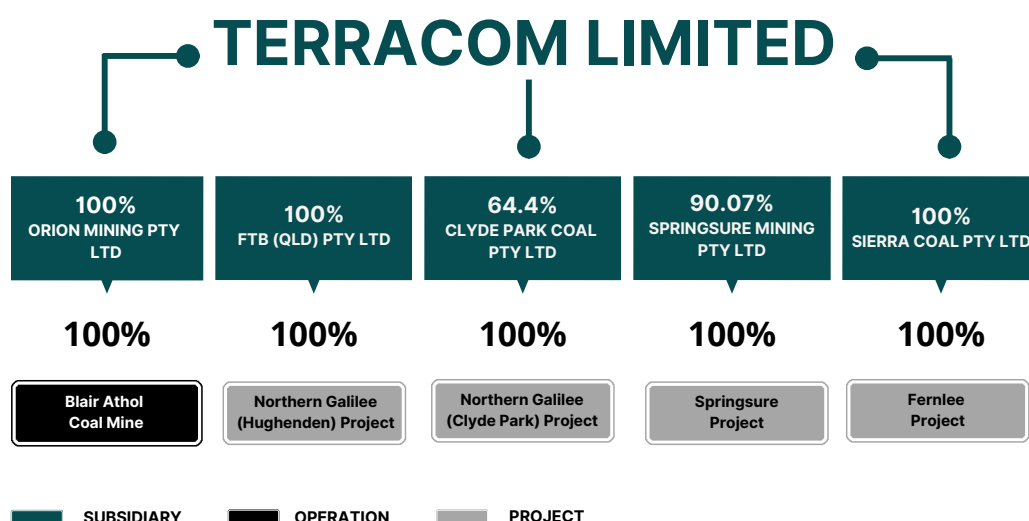 TERRACOM LIMITED
100%
ORION MINING PTY
LTD
100%
FTB (QLD) PTY LTD
64.4%
CLYDE PARK COAL
PTY LTD
90.07%
SPRINGSURE MINING
PTY LTD
100%
SIERRA COAL PTY LTD
100%
100%
100%
100%
100%
Blair Athol
Coal Mine
Northern Galilee
(Hughenden) Project
Northern Galilee
(Clyde Park) Project
Springsure
Project
Fernlee
Project
SUBSIDIARY
OPERATION
PROJECT